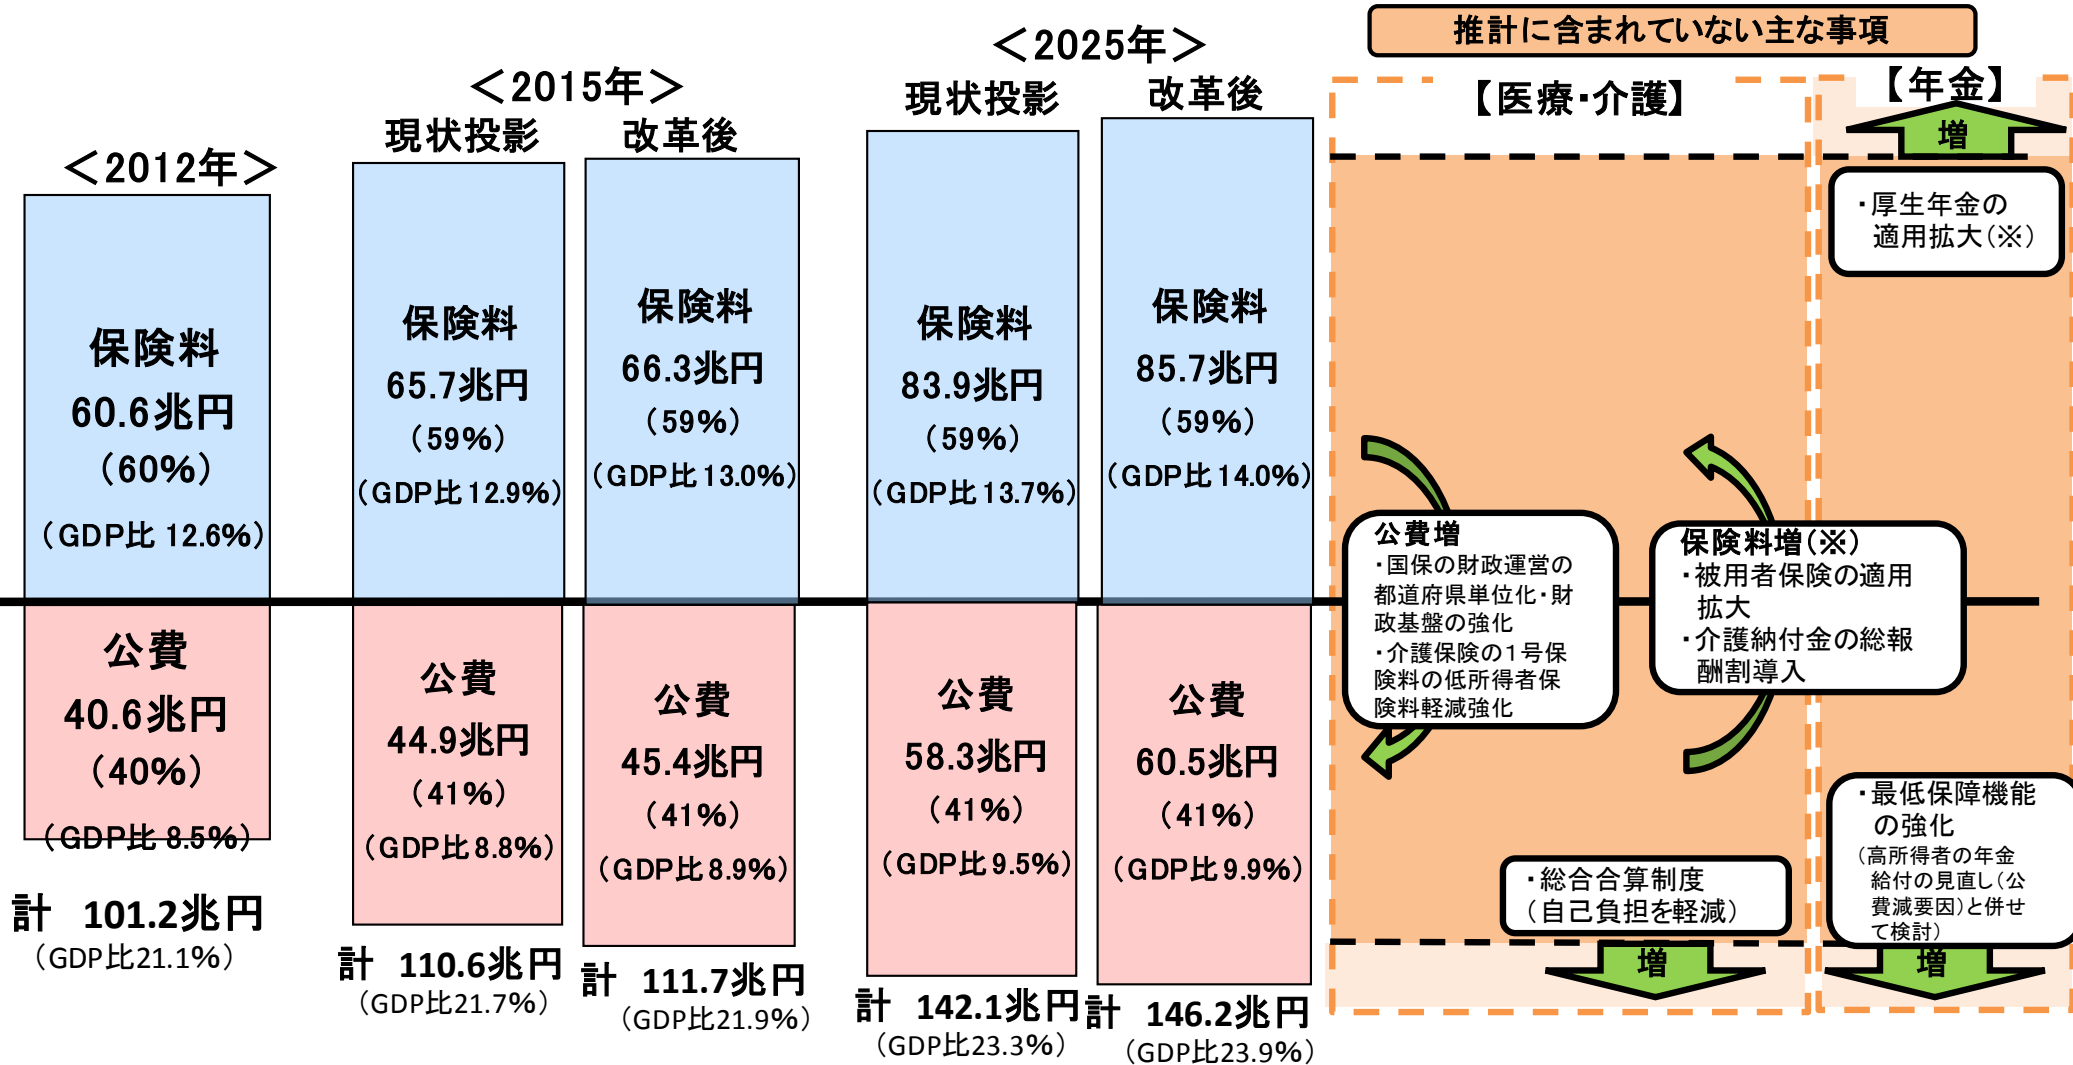 ＜2012年＞
保険料
60.6兆円
（60%）
（GDP比 12.6%）
公費
40.6兆円
（40%）
（GDP比 8.5%）
計 101.2兆円
（GDP比21.1%）
＜2015年＞
現状投影
保険料
65.7兆円
（59%）
（GDP比 12.9%）
公費
44.9兆円
（41%）
（GDP比 8.8%）
計 110.6兆円
（GDP比21.7%）
改革後
保険料
66.3兆円
（59%）
（GDP比 13.0%）
公費
45.4兆円
（41%）
（GDP比 8.9%）
計 111.7兆円
（GDP比21.9%）
＜2025年＞
現状投影
保険料
83.9兆円
（59%）
（GDP比 13.7%）
公費
58.3兆円
（41%）
（GDP比 9.5%）
計 142.1兆円
（GDP比23.3%）
改革後
保険料
85.7兆円
（59%）
（GDP比 14.0%）
公費
60.5兆円
（41%）
（GDP比 9.9%）
計 146.2兆円
（GDP比23.9%）
推計に含まれていない主な事項
【医療・介護】
公費増
・国保の財政運営の
都道府県単位化・財
政基盤の強化
・介護保険の１号保
険料の低所得者保
険料軽減強化
保険料増（※）
・被用者保険の適用
拡大
・介護納付金の総報
酬割導入
・総合合算制度
（自己負担を軽減）
増
【年金】
増
・厚生年金の
適用拡大（※）
・最低保障機能
の強化
（高所得者の年金
給付の見直し（公
費減要因）と併せ
て検討）
増